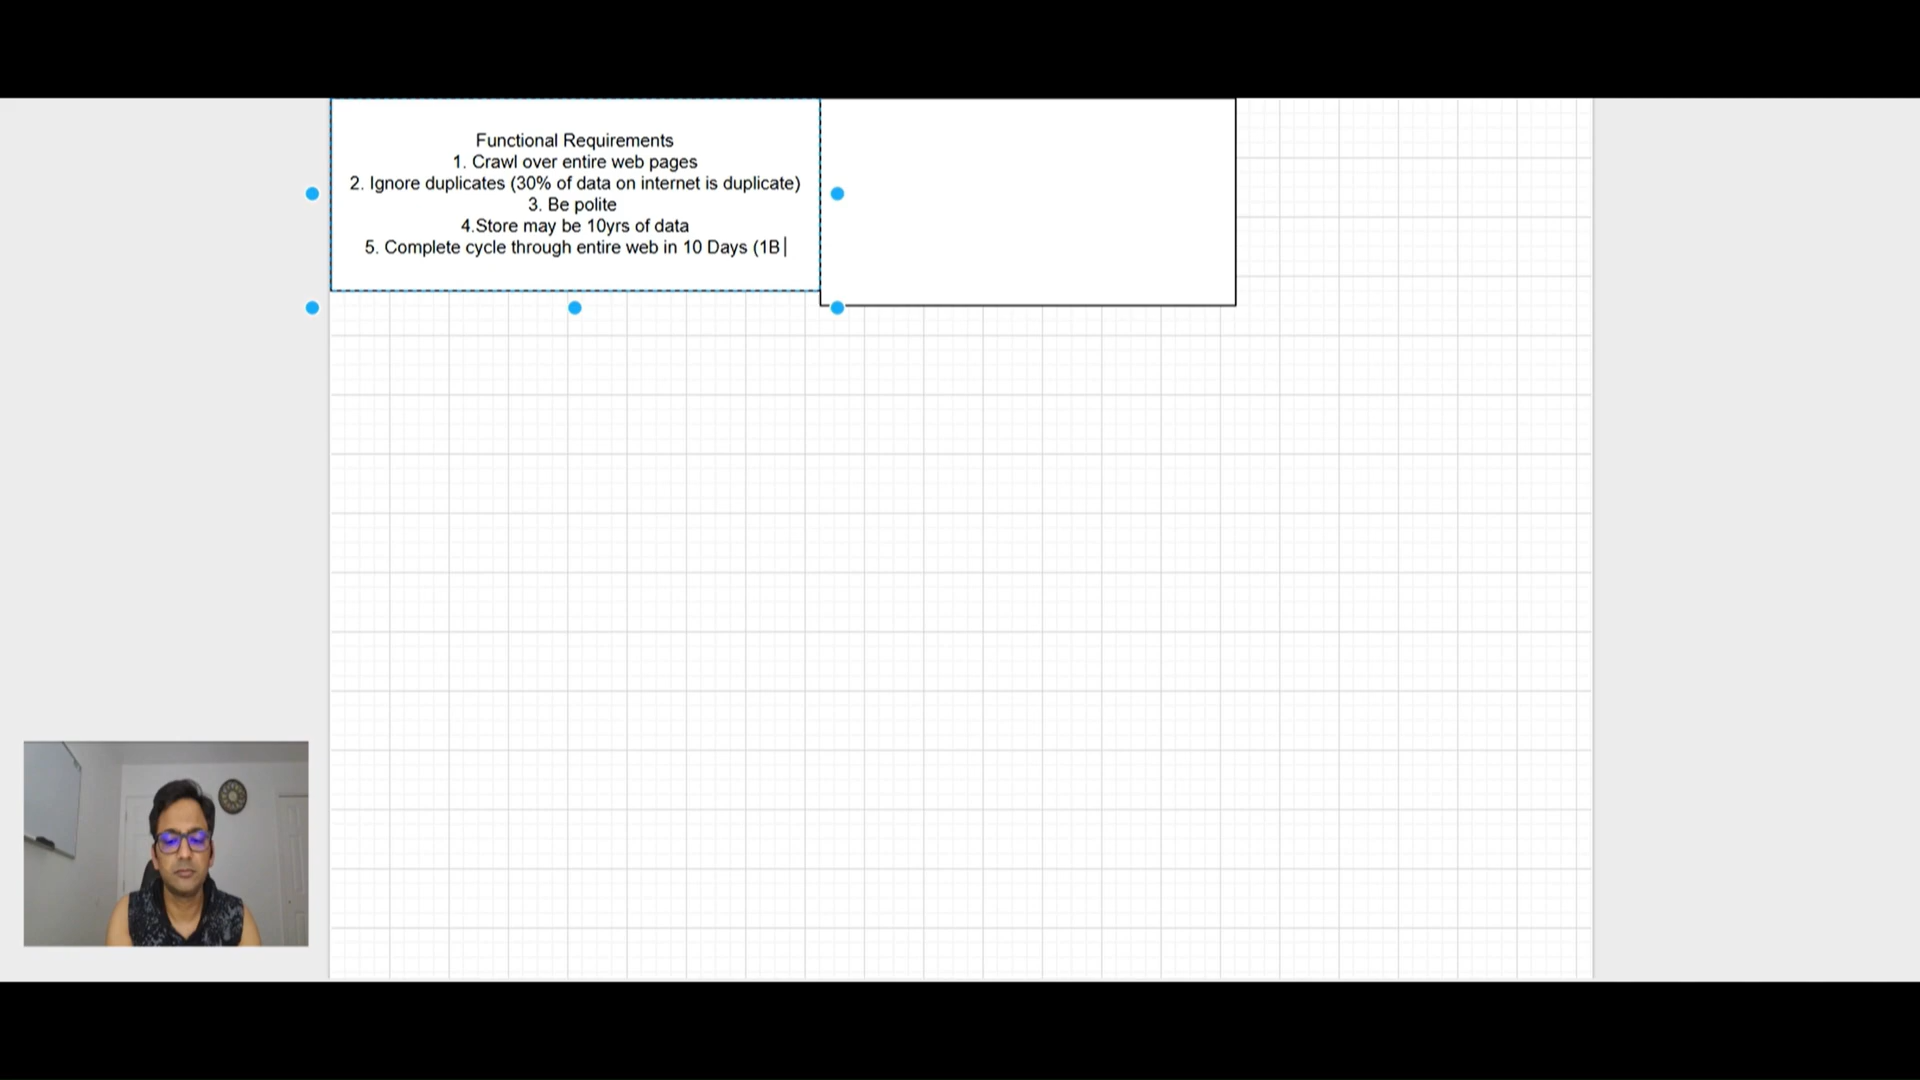 Functional Requirements
1. Crawl over entire web pages
2. Ignore duplicates (30% of data on internet is duplicate)
3. Be polite
4.Store may be 10yrs of data
5. Complete cycle through entire web in 10 Days (1B